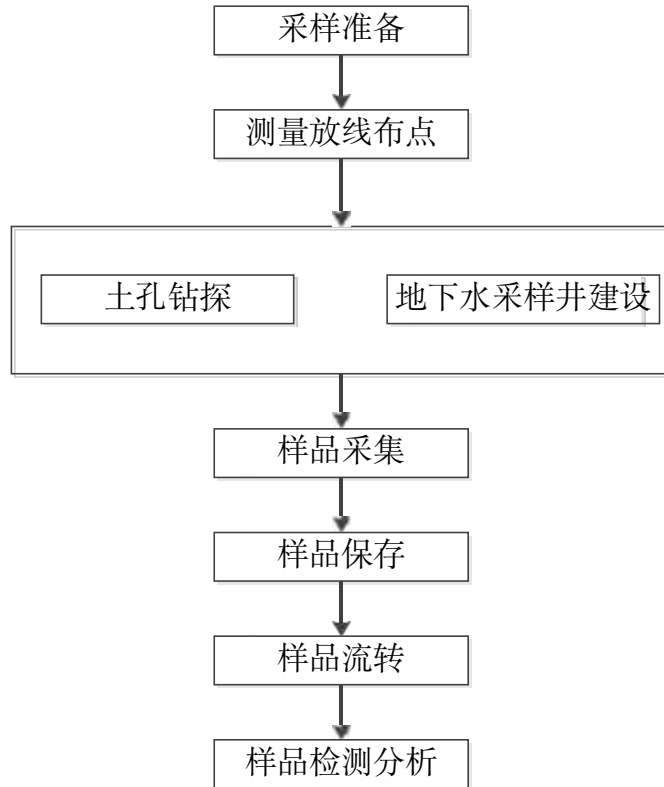 采样准备
测量放线布点
土孔钻探
地下水采样井建设
样品采集
样品保存
样品流转
样品检测分析